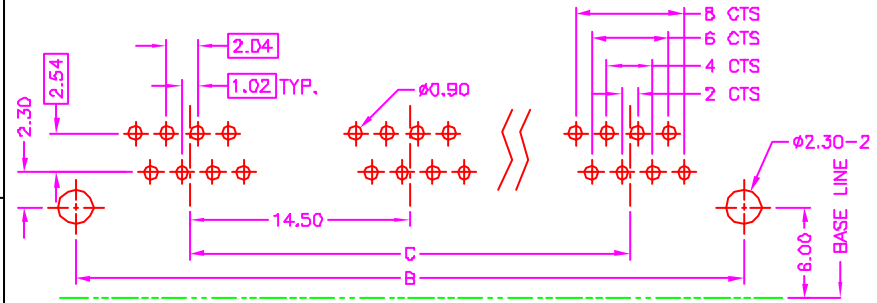 8 CTS
2.04
6 CTS
2.54
4 CTS
1.02 TYP.
ø0.90
2 CTS
2.30
ø2.30-2
BASE LINE
14.50
6.00
C
B